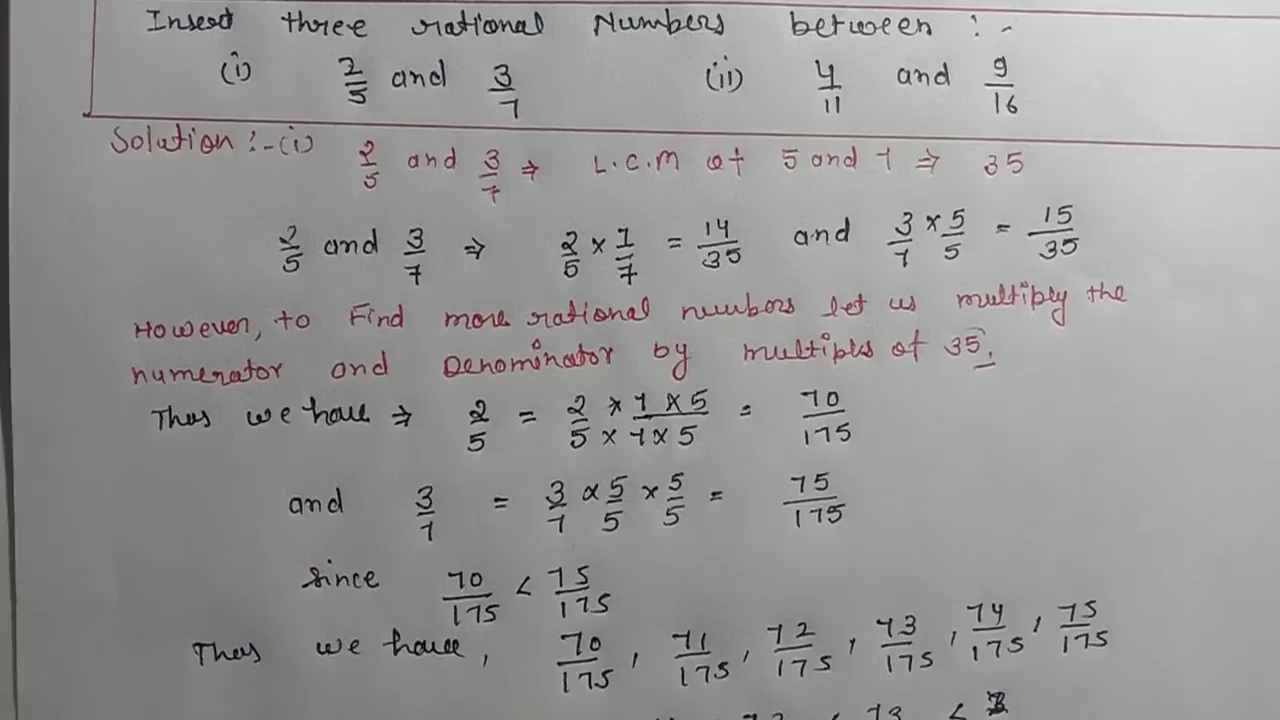 Insert three rational Numbers between :-
(i) 2/5 and 3/7 (ii) 4/11 and 9/16
Solution :- (i) 2/5 and 3/7 ⇒ L.C.M of 5 and 7 ⇒ 35
2/5 and 3/7 ⇒ 2/5 × 7/7 = 14/35 and 3/7 × 5/5 = 15/35
However, to Find more rational numbers let us multiply the
numerator and Denominator by multiples of 35.
Thus we have ⇒ 2/5 = 2/5 × 7×5/×7×5 = 70/175
and 3/7 = 3/7 × 5/5 × 5/5 = 75/175
since 70/175 < 75/175
Thus we have, 70/175, 71/175, 72/175, 73/175, 74/175, 75/175
73 <